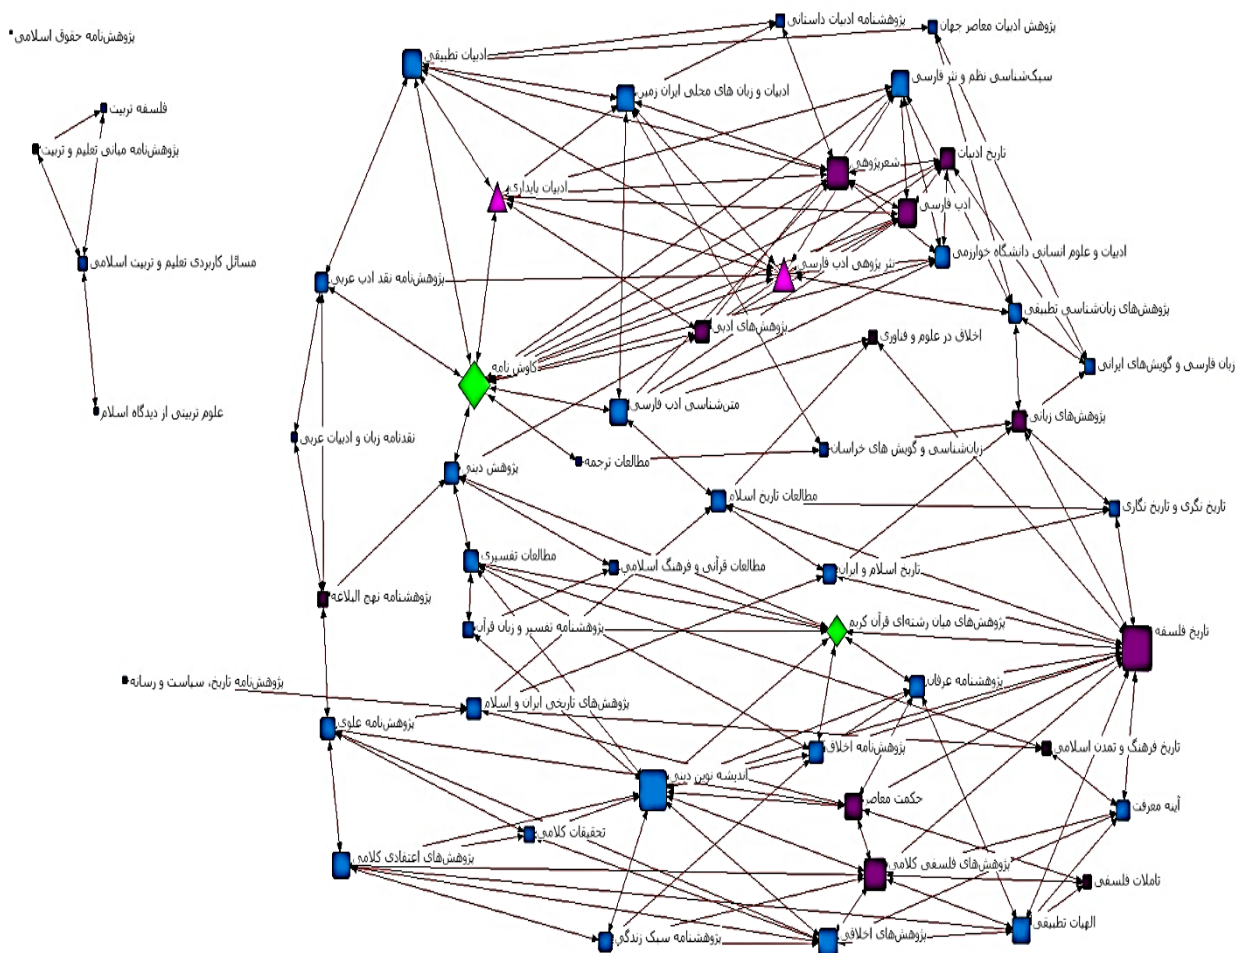 پژوهشنامه ادبیات داستانی
پژوهش ادبیات معاصر جهان
پژوهش‌نامه حقوق اسلامی
ادبیات تطبیقی
سبک‌شناسی نظم و نثر فارسی
ادبیات و زبان های محلی ایران زمین
فلسفه تربیت
پژوهش‌نامه مبانی تعلیم و تربیت
تاریخ ادبیات
شعرپژوهی
ادبیات پایداری
ادب فارسی
ادبیات و علوم انسانی دانشگاه خوارزمی
نثر پژوهی ادب فارسی
مسائل کاربردی تعلیم و تربیت اسلامی
پژوهش‌نامه نقد ادب عربی
پژوهش‌های زبان‌شناسی تطبیقی
پژوهش‌های ادبی
اخلاق در علوم و فناوری
زبان فارسی و گویش‌های ایرانی
کاوش نامه
متن‌شناسی ادب فارسی
علوم تربیتی از دیدگاه اسلام
پژوهش‌های زبانی
نقدنامه زبان و ادبیات عربی
زبان‌شناسی و گویش های خراسان
مطالعات ترجمه
پژوهش دینی
مطالعات تاریخ اسلام
تاریخ نگری و تاریخ نگاری
مطالعات تفسیری
مطالعات قرآنی و فرهنگ اسلامی
تاریخ اسلام و ایران
پژوهشنامه نهج البلاغه
پژوهشنامه تفسیر و زبان قرآن
پژوهش‌های میان رشته‌ای قرآن کریم
تاریخ فلسفه
پژوهش‌نامه تاریخ، سیاست و رسانه
پژوهشنامه عرفان
پژوهش‌های تاریخی ایران و اسلام
پژوهش‌نامه علوی
پژوهش‌نامه اخلاق
تاریخ فرهنگ و تمدن اسلامی
اندیشه نوین دینی
حکمت معاصر
آینه معرفت
تحقیقات کلامی
پژوهش‌های اعتقادی کلامی
پژوهش‌های فلسفی کلامی
تاملات فلسفی
الهیات تطبیقی
پژوهشنامه سبک زندگی
پژوهش‌های اخلاقی